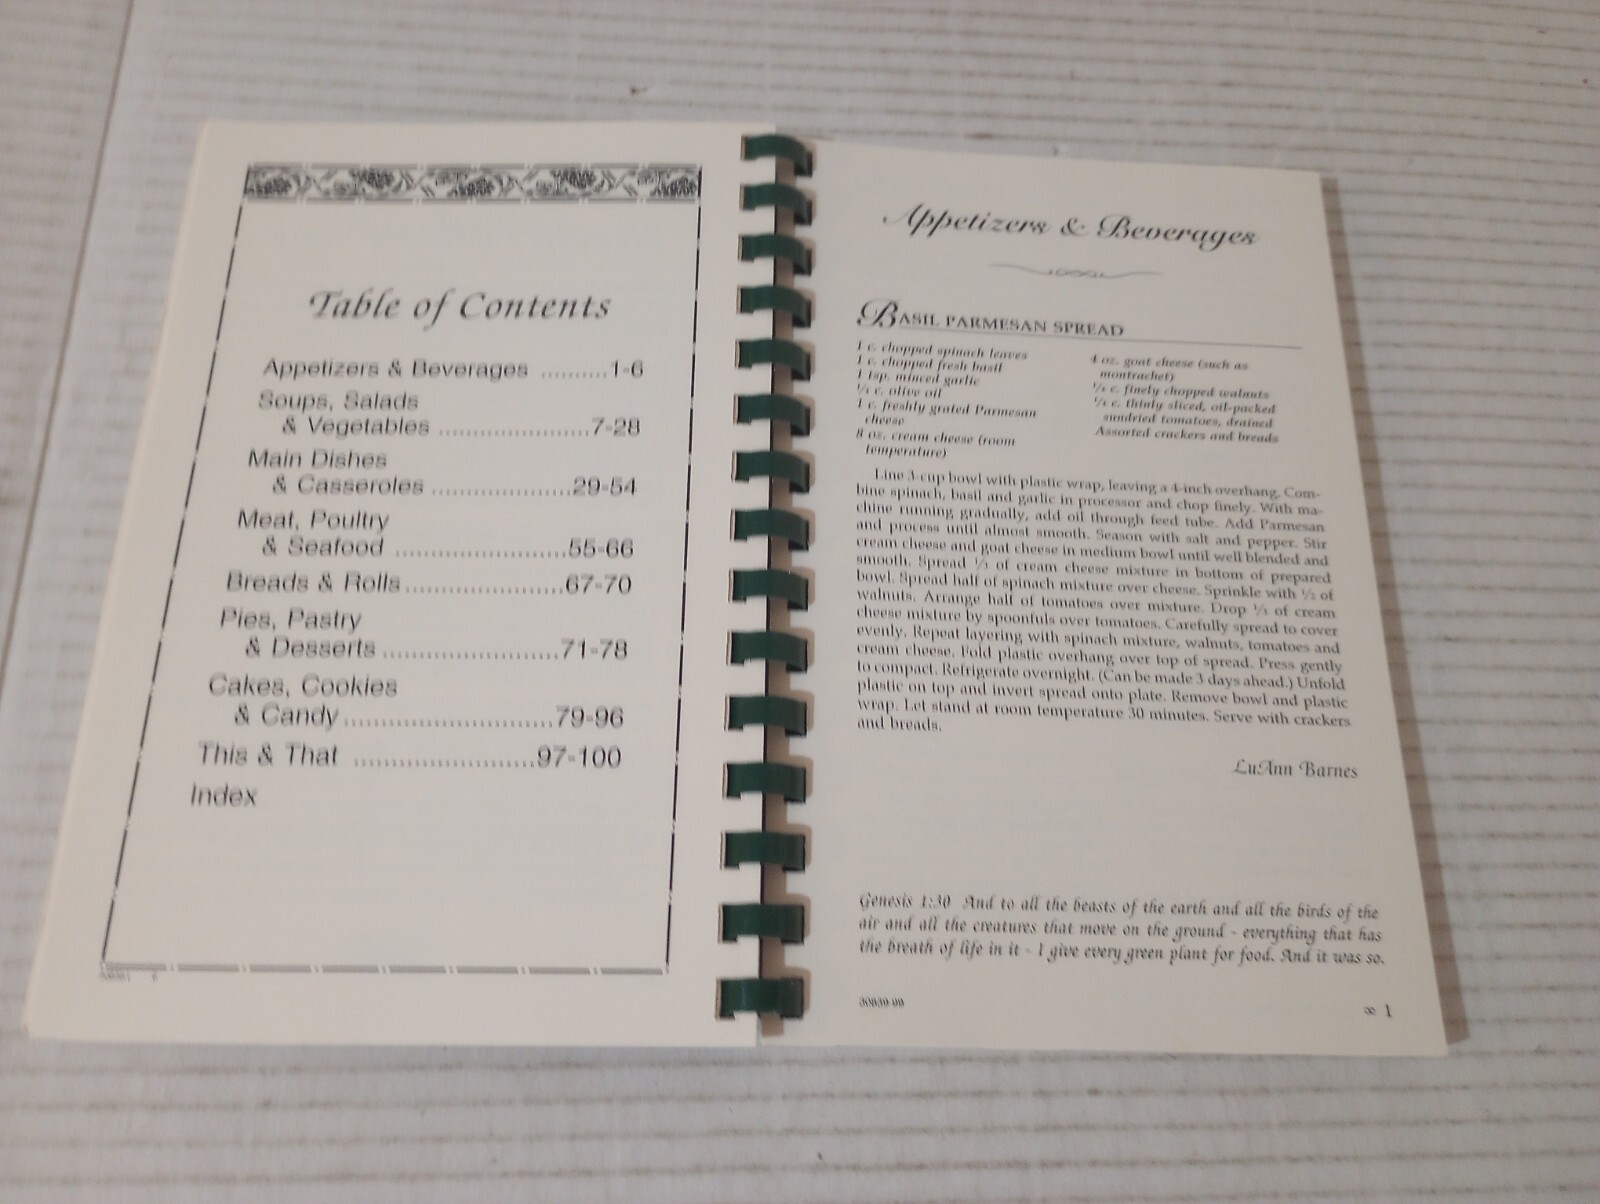 Table of Contents
Appetizers & Beverages ..........1-6
Soups, Salads
& Vegetables ......................7-28
Main Dishes
& Casseroles ....................29-54
Meat, Poultry
& Seafood .........................55-66
Breads & Rolls.......................67-70
Pies, Pastry
& Desserts .........................71-78
Cakes, Cookies
& Candy..............................79-96
This & That ..........................97-100
Index
Appetizers & Beverages
BASIL PARMESAN SPREAD
1 c. chopped spinach leaves
1 c. chopped fresh basil
1 tsp. minced garlic
c. olive oil
1 c. freshly grated Parmesan
cheese
8 oz. cream cheese (room
temperature)
4 oz. goat cheese (such as
montrachet)
c. finely chopped walnuts
c. thinly sliced, oil-packed
sundried tomatoes, drained
Assorted crackers and breads
Line 3-cup bowl with plastic wrap, leaving a 4-inch overhang. Com-
bine spinach, basil and garlic in processor and chop finely. With ma-
chine running gradually, add oil through feed tube. Add Parmesan
and process until almost smooth. Season with salt and pepper. Stir
cream cheese and goat cheese in medium bowl until well blended and
smooth. Spread ⅓ of cream cheese mixture in bottom of prepared
bowl. Spread half of spinach mixture over cheese. Sprinkle with ½ of
walnuts. Arrange half of tomatoes over mixture. Drop ⅓ of cream
cheese mixture by spoonfuls over tomatoes. Carefully spread to cover
evenly. Repeat layering with spinach mixture, walnuts, tomatoes and
cream cheese. Fold plastic overhang over top of spread. Press gently
to compact. Refrigerate overnight. (Can be made 3 days ahead.) Unfold
plastic on top and invert spread onto plate. Remove bowl and plastic
wrap. Let stand at room temperature 30 minutes. Serve with crackers
and breads.
LuAnn Barnes
Genesis 1:30 And to all the beasts of the earth and all the birds of the
air and all the creatures that move on the ground - everything that has
the breath of life in it - I give every green plant for food. And it was so.
30839-99
∞ 1